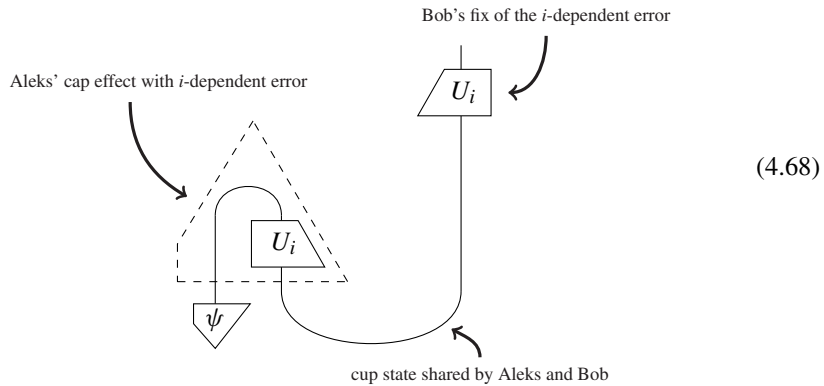 Bob's fix of the i-dependent error
Aleks' cap effect with i-dependent error
U_i
(4.68)
U_i
ψ
cup state shared by Aleks and Bob